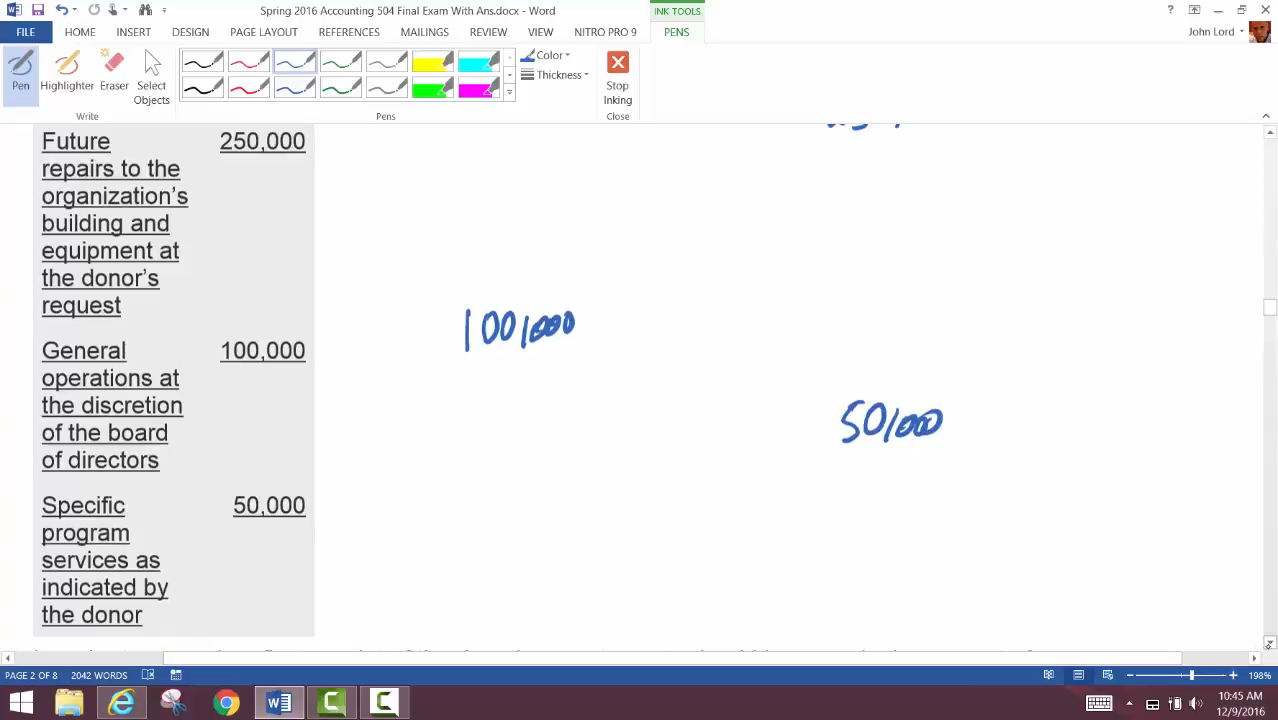 Spring 2016 Accounting 504 Final Exam With Ans.docx - Word
INK TOOLS
?
FILE
HOME
INSERT
DESIGN
PAGE LAYOUT
REFERENCES
MAILINGS
REVIEW
VIEW
NITRO PRO 9
PENS
John Lord
Pen
Highlighter
Eraser
Select
Objects
Color
Thickness
Stop
Inking
Write
Pens
Close
Future 250,000
repairs to the
organization's
building and
equipment at
the donor's
request
100,000
General 100,000
operations at
the discretion
of the board
of directors
50,000
Specific 50,000
program
services as
indicated by
the donor
PAGE 2 OF 8
2042 WORDS
198%
10:45 AM
12/9/2016